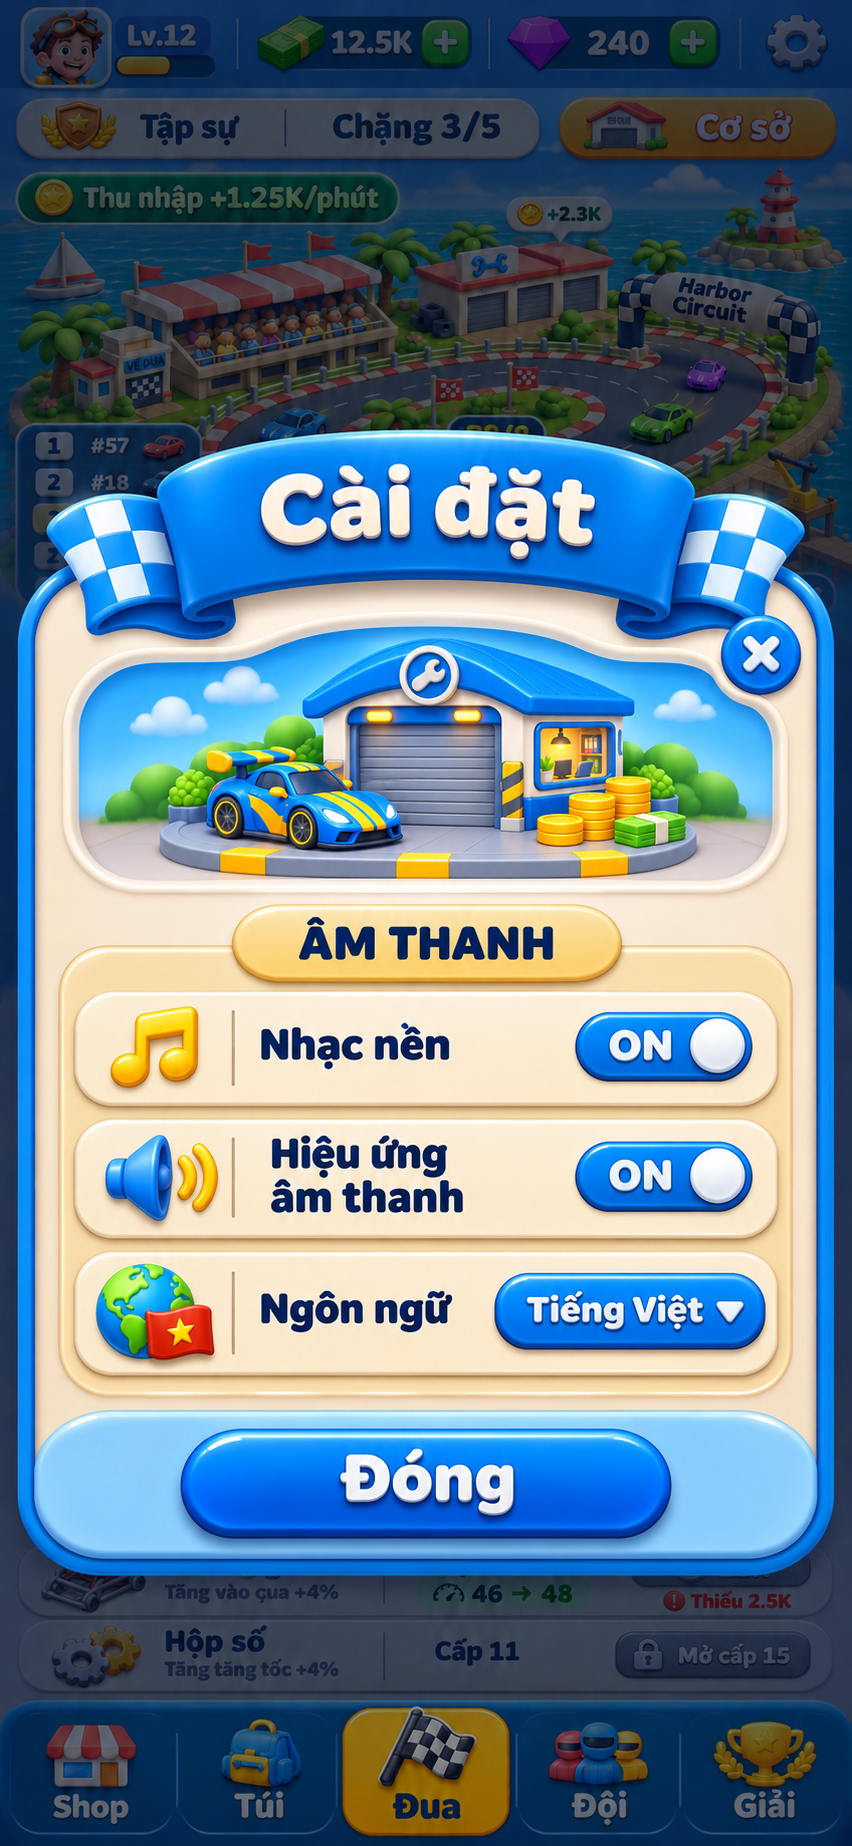 Lv.12
12.5K
240
Tập sự
Chặng 3/5
Cơ sở
Thu nhập +1.25K/phút
+2.3K
Harbor
Circuit
VÉ ĐUA
1 #57
2 #18
Cài đặt
ÂM THANH
Nhạc nền
ON
Hiệu ứng
âm thanh
ON
Ngôn ngữ
Tiếng Việt
Đóng
Tăng vào cua +4%
46 → 48
Thiếu 2.5K
Hộp số
Tăng tăng tốc +4%
Cấp 11
Mở cấp 15
Shop
Túi
Đua
Đội
Giải